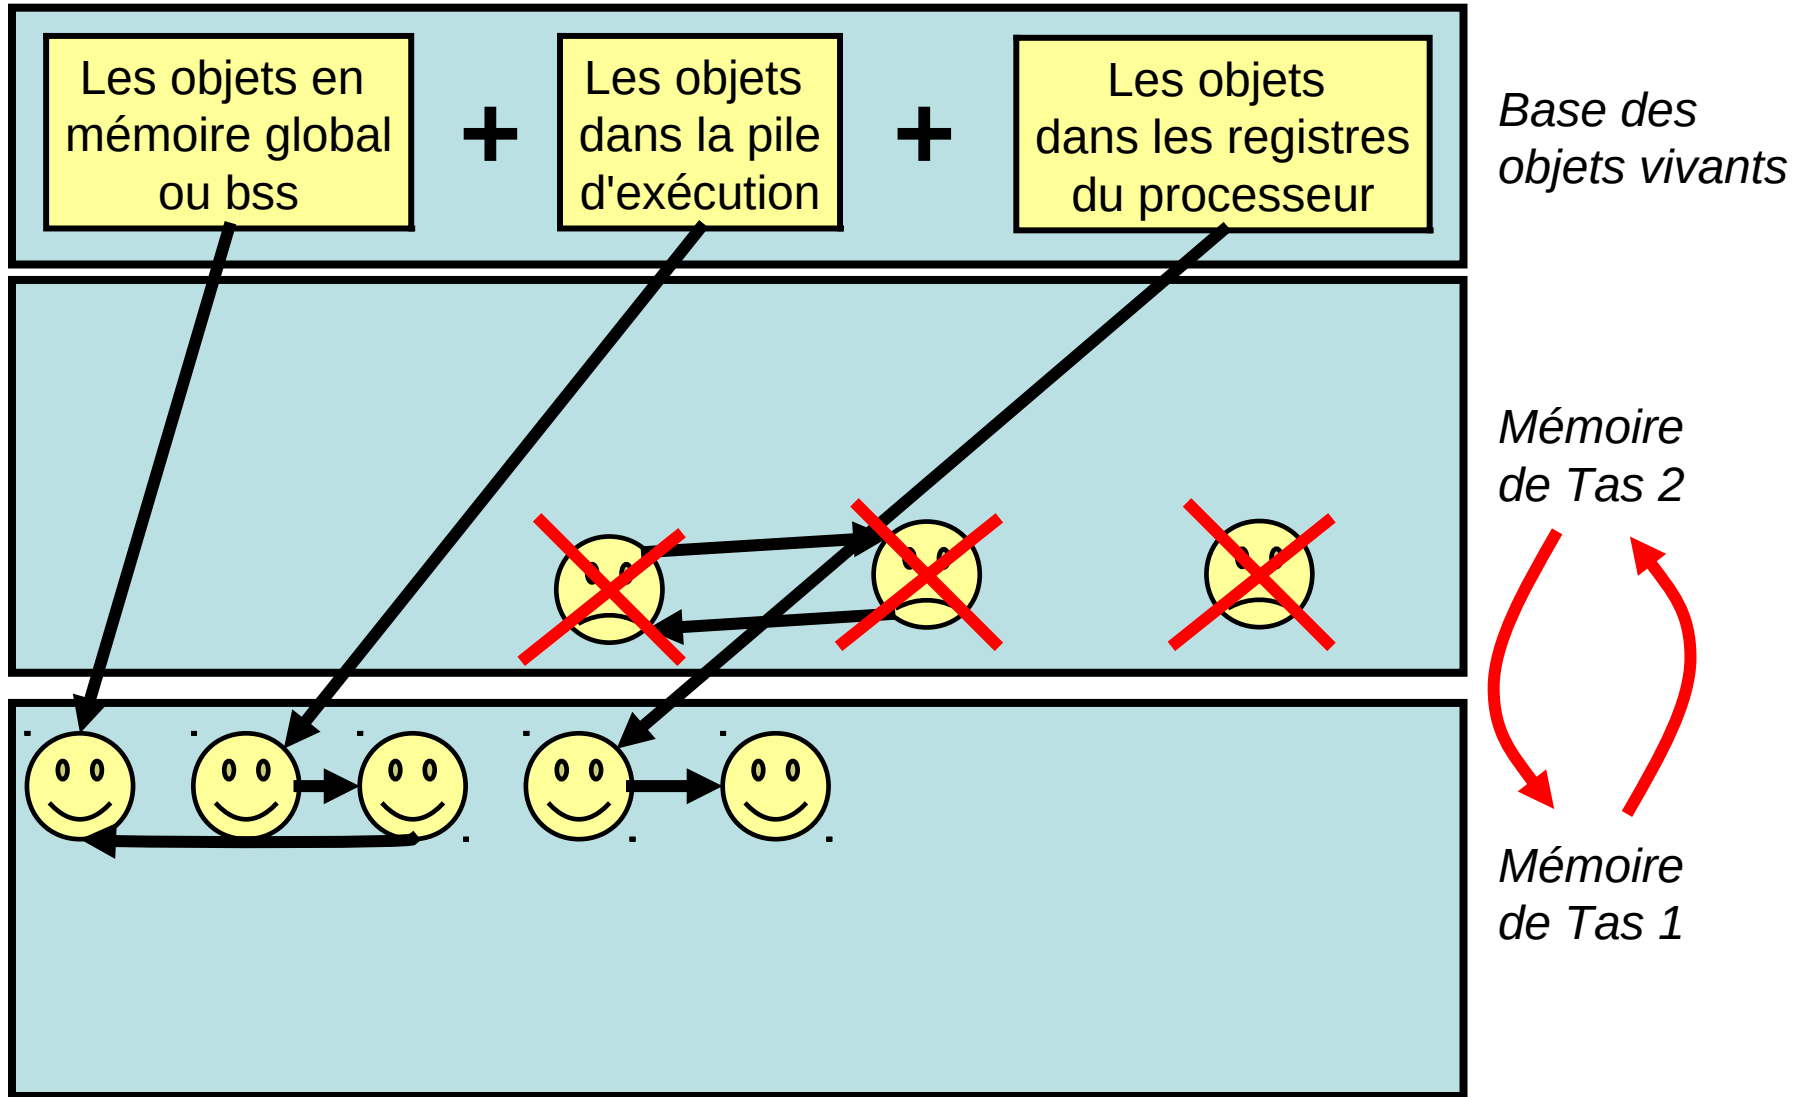 Les objets en
mémoire global
ou bss
+
Les objets
dans la pile
d'exécution
+
Les objets
dans les registres
du processeur
Base des
objets vivants
Mémoire
de Tas 2
Mémoire
de Tas 1